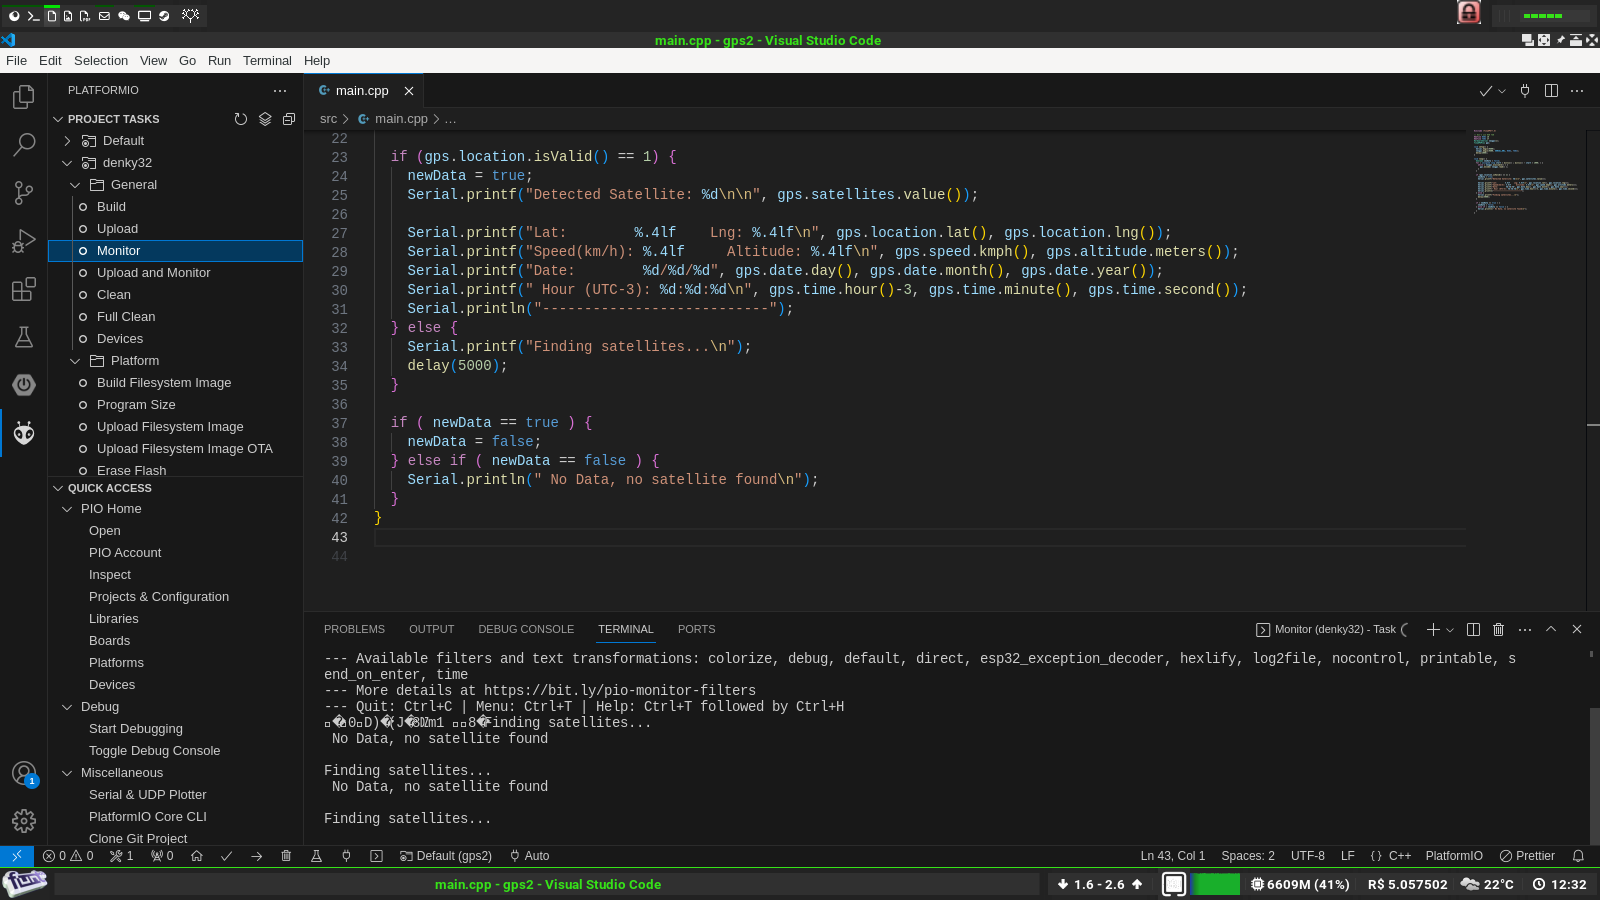 main.cpp - gps2 - Visual Studio Code
File Edit Selection View Go Run Terminal Help
PLATFORMIO
PROJECT TASKS
Default
denky32
General
Build
Upload
Monitor
Upload and Monitor
Clean
Full Clean
Devices
Platform
Build Filesystem Image
Program Size
Upload Filesystem Image
Upload Filesystem Image OTA
Erase Flash
QUICK ACCESS
PIO Home
Open
PIO Account
Inspect
Projects & Configuration
Libraries
Boards
Platforms
Devices
Debug
Start Debugging
Toggle Debug Console
Miscellaneous
Serial & UDP Plotter
PlatformIO Core CLI
Clone Git Project
1
main.cpp
src > main.cpp > ...
22
23 if (gps.location.isValid() == 1) {
24 newData = true;
25 Serial.printf("Detected Satellite: %d\n\n", gps.satellites.value());
26
27 Serial.printf("Lat:        %.4lf    Lng: %.4lf\n", gps.location.lat(), gps.location.lng());
28 Serial.printf("Speed(km/h): %.4lf     Altitude: %.4lf\n", gps.speed.kmph(), gps.altitude.meters());
29 Serial.printf("Date:        %d/%d/%d", gps.date.day(), gps.date.month(), gps.date.year());
30 Serial.printf(" Hour (UTC-3): %d:%d:%d\n", gps.time.hour()-3, gps.time.minute(), gps.time.second());
31 Serial.println("---------------------------");
32 } else {
33 Serial.printf("Finding satellites...\n");
34 delay(5000);
35 }
36
37 if ( newData == true ) {
38 newData = false;
39 } else if ( newData == false ) {
40 Serial.println(" No Data, no satellite found\n");
41 }
42 }
43
44
PROBLEMS OUTPUT DEBUG CONSOLE TERMINAL PORTS
Monitor (denky32) - Task
--- Available filters and text transformations: colorize, debug, default, direct, esp32_exception_decoder, hexlify, log2file, nocontrol, printable, s
end_on_enter, time
--- More details at https://bit.ly/pio-monitor-filters
--- Quit: Ctrl+C | Menu: Ctrl+T | Help: Ctrl+T followed by Ctrl+H
inding satellites...
No Data, no satellite found
Finding satellites...
No Data, no satellite found
Finding satellites...
0 0 1 0 Default (gps2) Auto Ln 43, Col 1 Spaces: 2 UTF-8 LF {} C++ PlatformIO Prettier
main.cpp - gps2 - Visual Studio Code 1.6 - 2.6 6609M (41%) R$ 5.057502 22°C 12:32